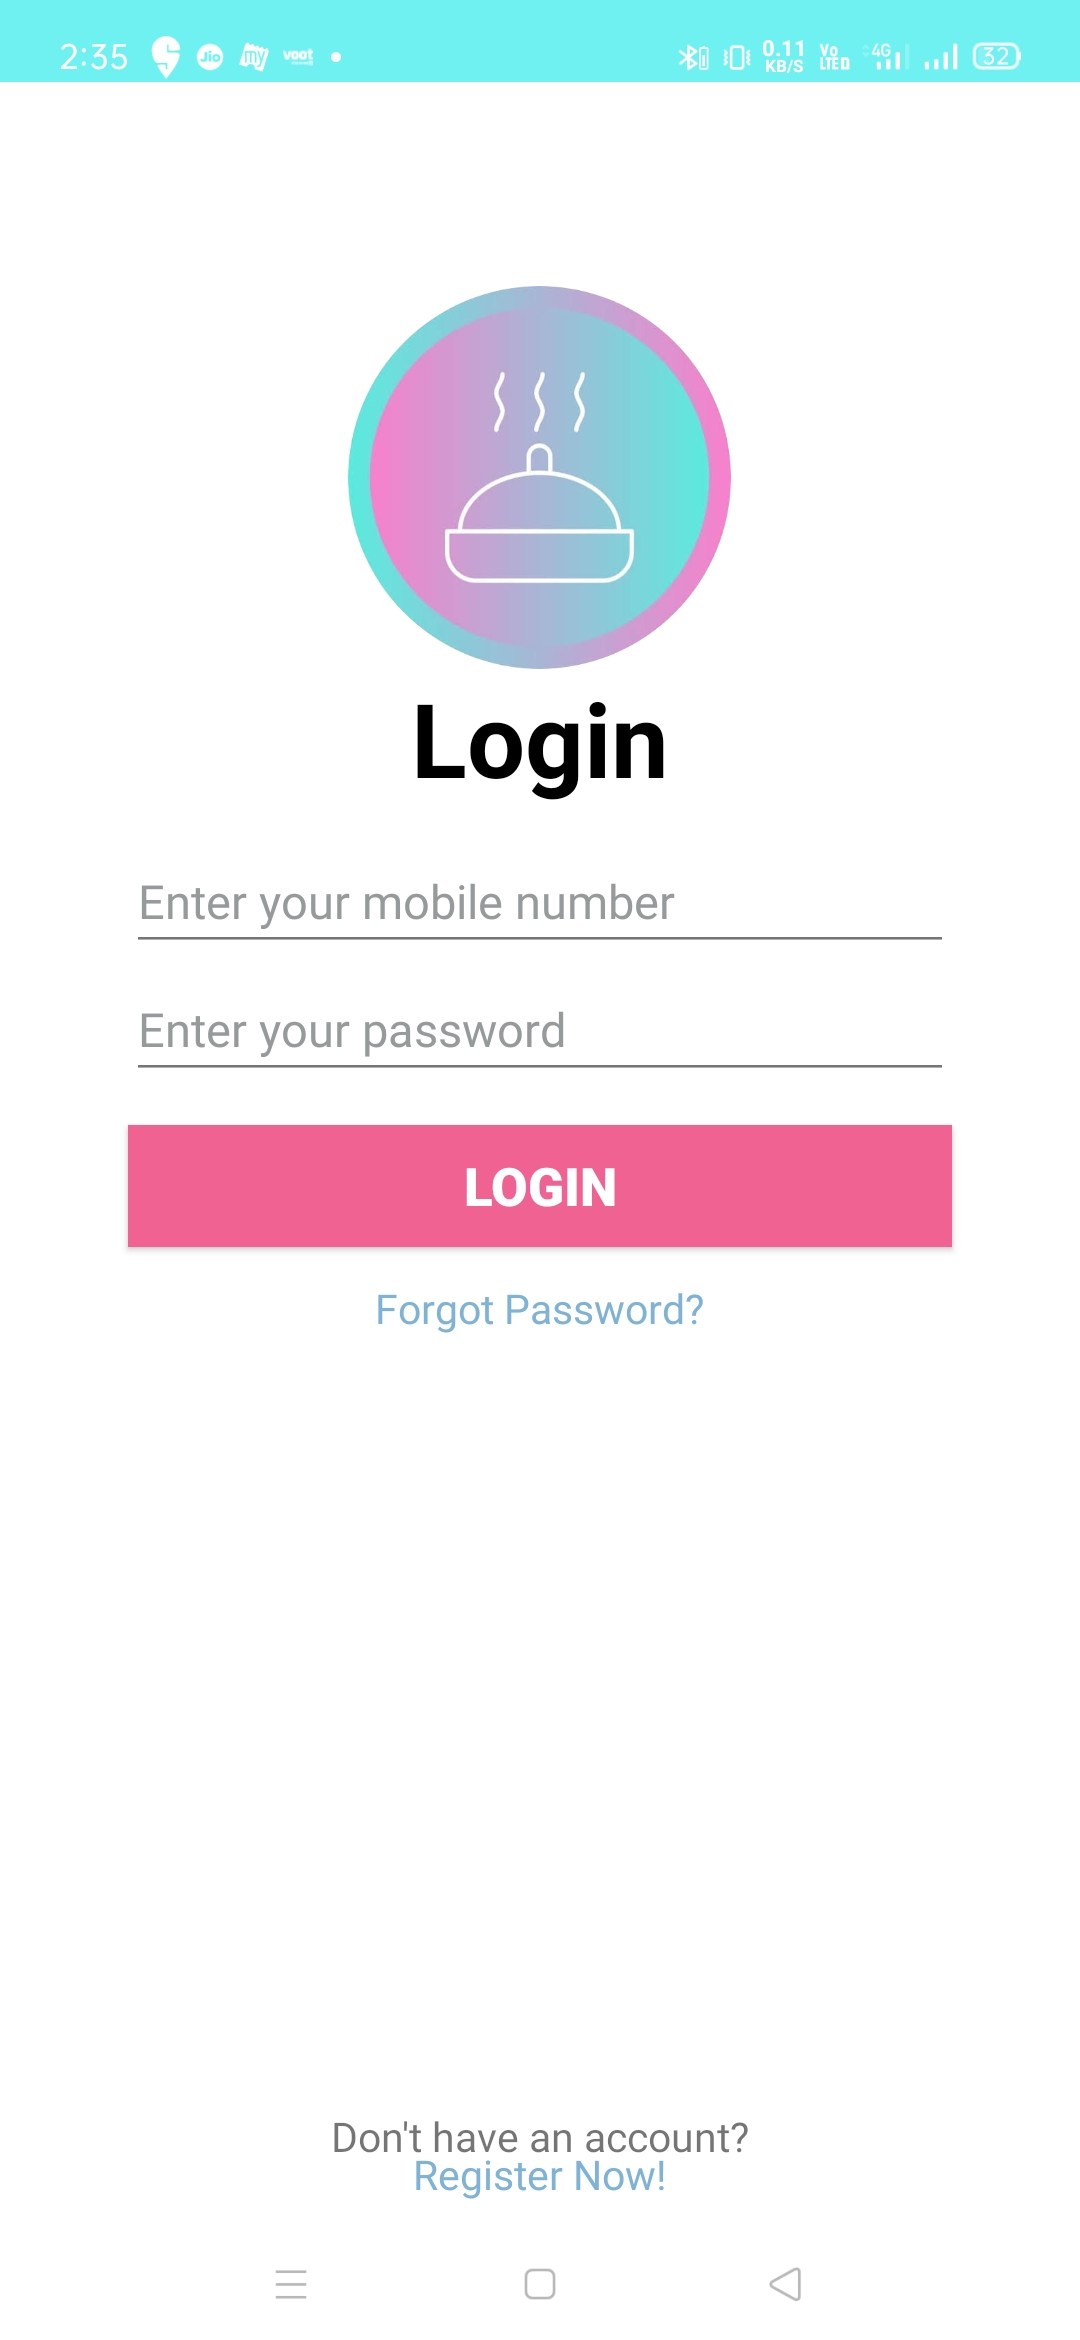 2:35 Jio my voot 0.11 KB/S Vo LTE 4G 32
Login
Enter your mobile number
Enter your password
LOGIN
Forgot Password?
Don't have an account?
Register Now!